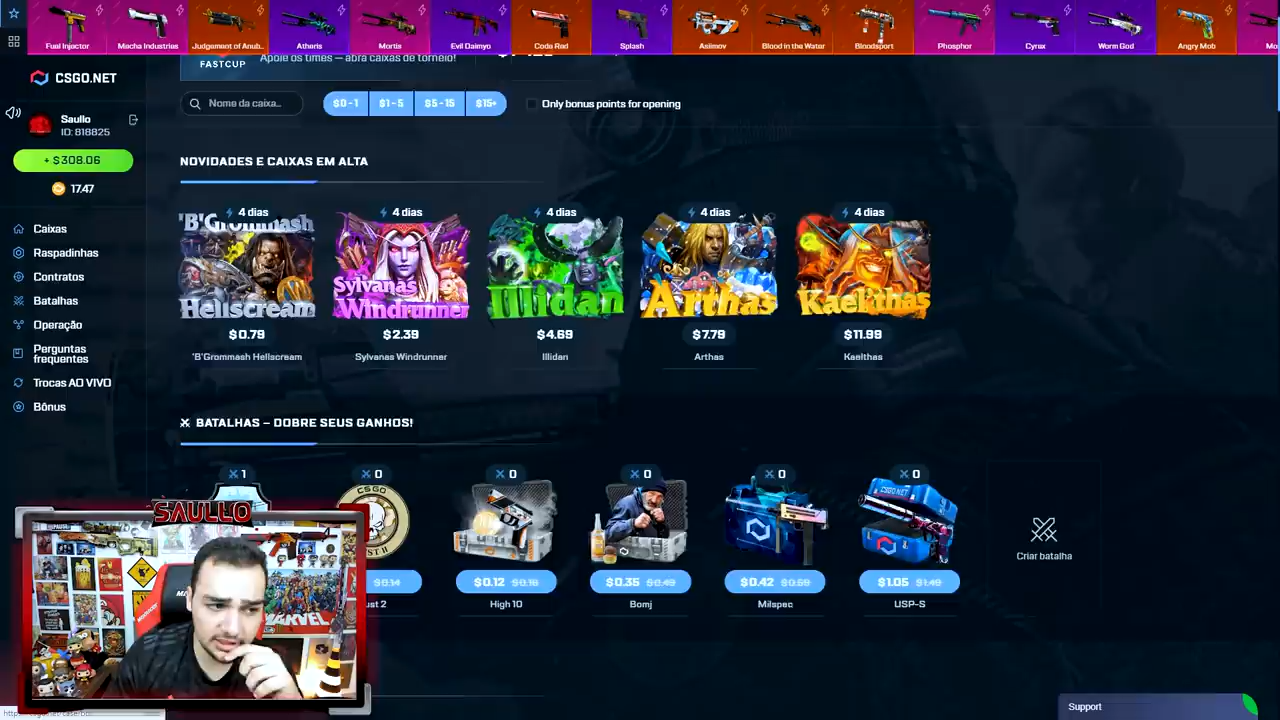 Fuel Injector
Mecha Industries
Judgement of Anub...
Atheris
Mortis
Evil Daimyo
Code Red
Splash
Asiimov
Blood in the Water
Bloodsport
Phosphor
Cyrex
Worm God
Angry Mob
Mo
FASTCUP
Apoie os times – abra caixas de torneio!
CSGO.NET
Nome da caixa...
$0 - 1
$1 - 5
$5 - 15
$15+
Only bonus points for opening
Saullo
ID: 818825
+ $308.06
17.47
Caixas
Raspadinhas
Contratos
Batalhas
Operação
Perguntas
frequentes
Trocas AO VIVO
Bônus
NOVIDADES E CAIXAS EM ALTA
4 dias
4 dias
4 dias
4 dias
4 dias
'B'Grommash
Hellscream
Sylvanas
Windrunner
Illidan
Arthas
Kaelthas
$0.79
$2.39
$4.69
$7.79
$11.99
'B'Grommash Hellscream
Sylvanas Windrunner
Illidan
Arthas
Kaelthas
BATALHAS – DOBRE SEUS GANHOS!
1
0
0
0
0
0
CSGO
ST II
CSGO.NET
$0.14
$0.12 $0.16
$0.35 $0.49
$0.42 $0.59
$1.05 $1.49
ust 2
High 10
Bomj
Milspec
USP-S
Criar batalha
SAULLO
MARVEL
Support